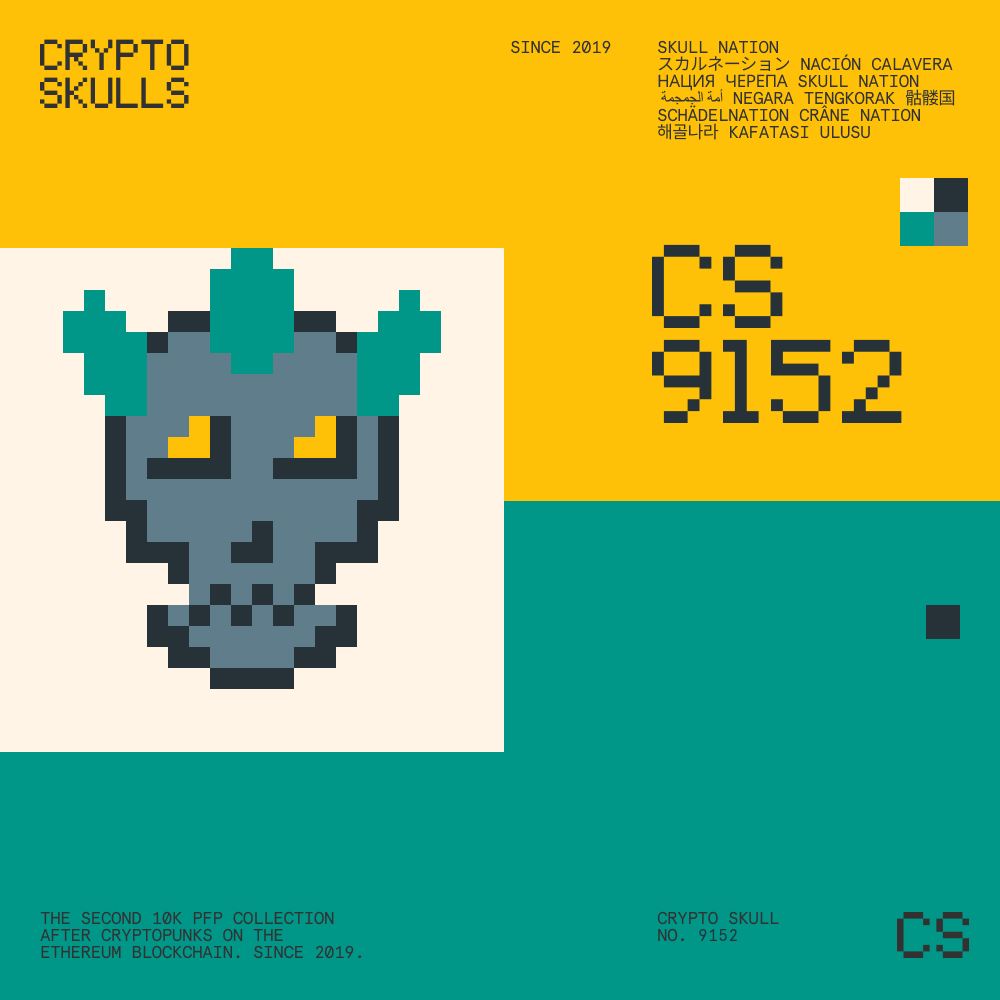 CRYPTO
SKULLS
SINCE 2019
SKULL NATION
スカルネーション NACIÓN CALAVERA
НАЦИЯ ЧЕРЕПА SKULL NATION
أمة الجمجمة NEGARA TENGKORAK 骷髅国
SCHÄDELNATION CRÂNE NATION
해골나라 KAFATASI ULUSU
CS
9152
THE SECOND 10K PFP COLLECTION
AFTER CRYPTOPUNKS ON THE
ETHEREUM BLOCKCHAIN. SINCE 2019.
CRYPTO SKULL
NO. 9152
CS